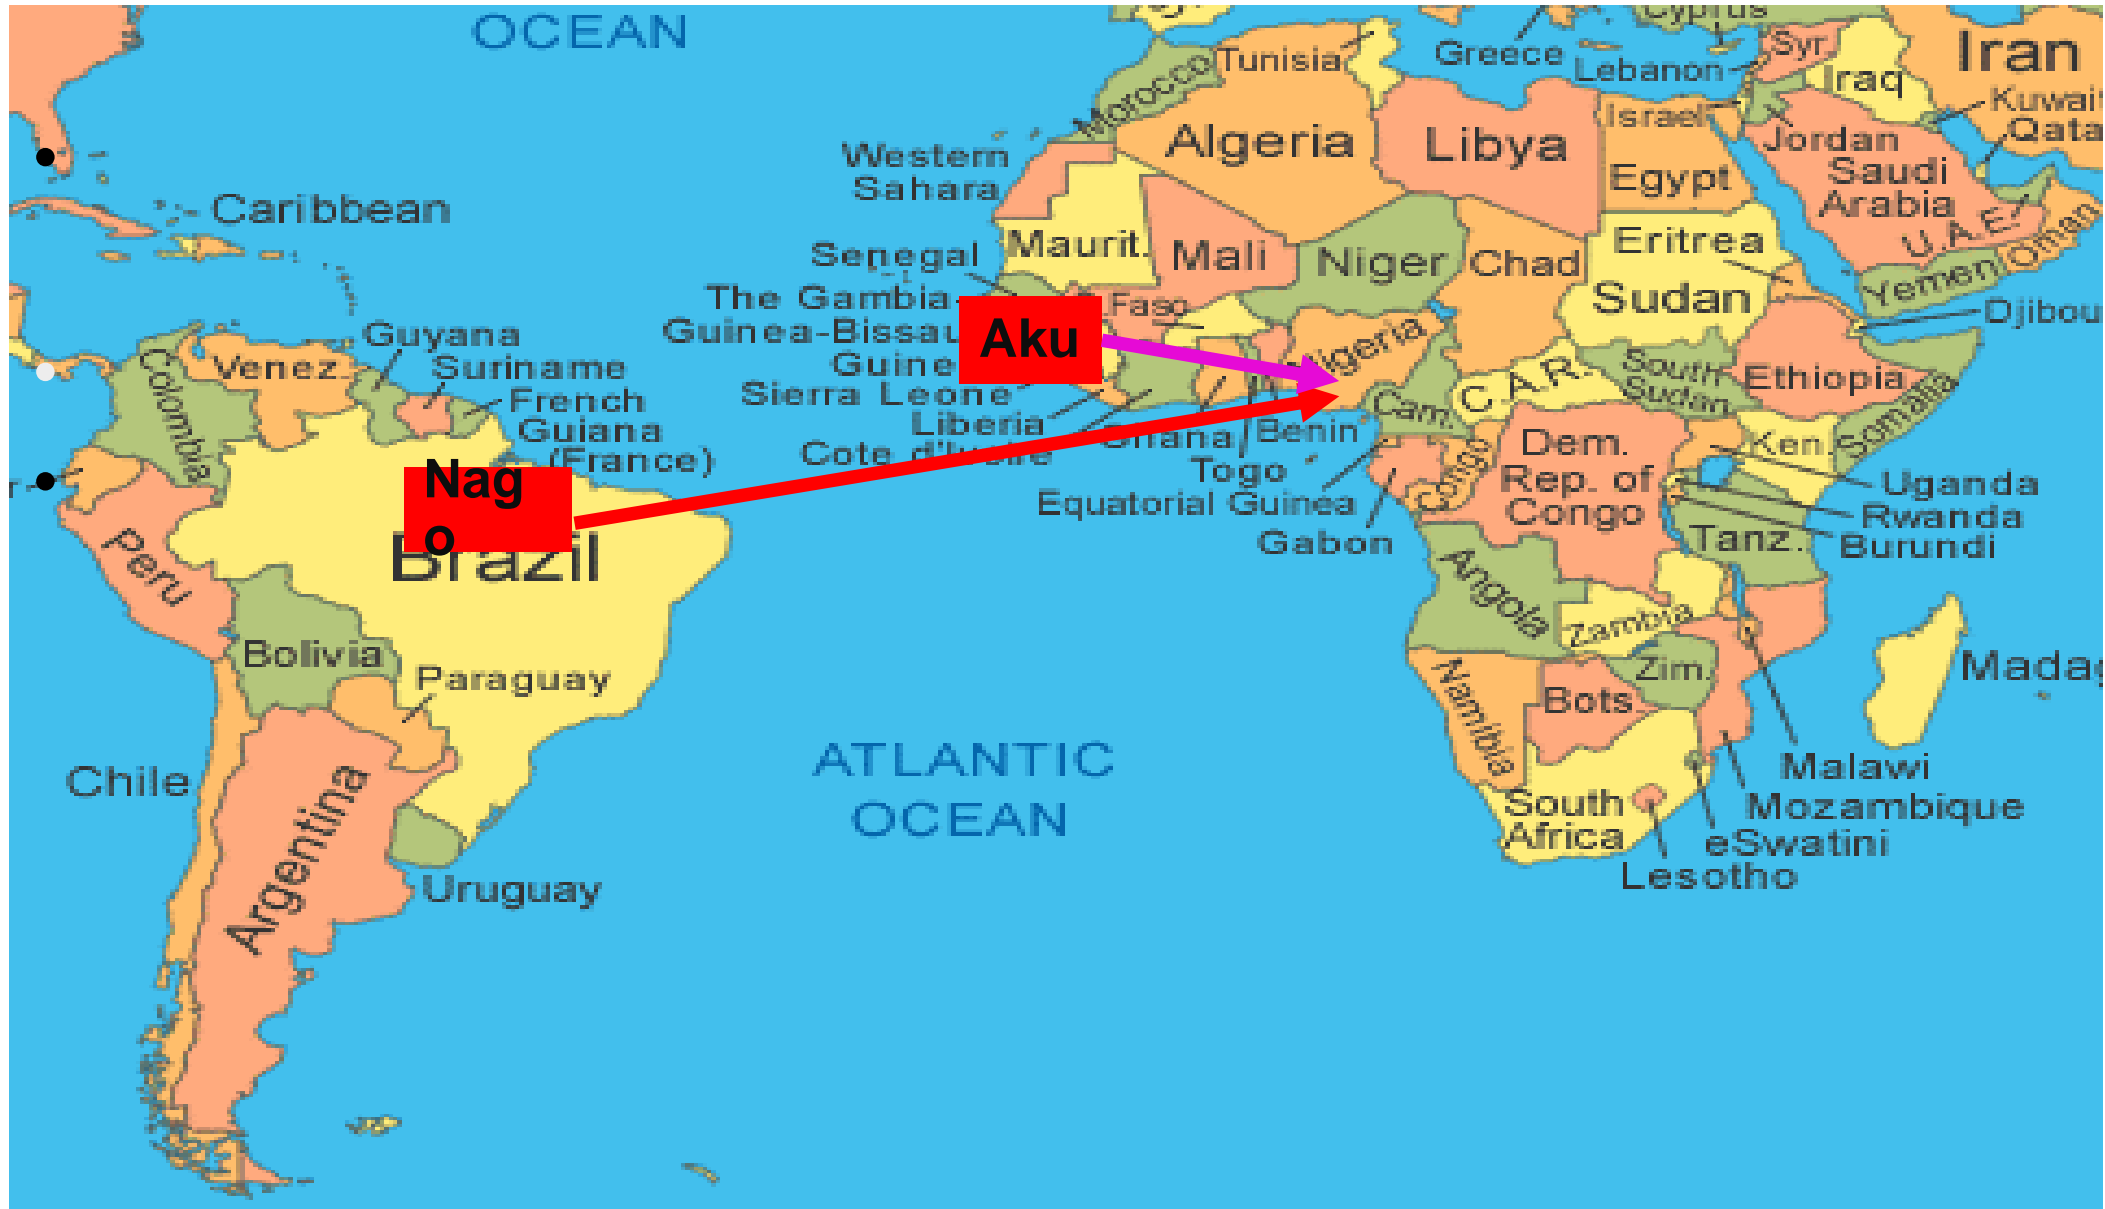 OCEAN
Cyprus
Tunisia
Greece
Syr.
Iran
Lebanon
Iraq
Morocco
Israel
Kuwait
Algeria
Libya
Jordan
Qata
Western
Sahara
Egypt
Saudi
Arabia
Caribbean
U.A.E.
Oman
Maurit.
Senegal
Mali
Niger
Chad
Eritrea
Sudan
Yemen
The Gambia
Faso
Djibou
Guinea-Bissau
Aku
Nigeria
Guyana
Guine
Colombia
Venez.
Suriname
Sierra Leone
C.A.R.
South
Sudan
Ethiopia
Somalia
French
Guiana
(France)
Liberia
Cam.
Cote d'Ivoire
Ghana
Benin
Togo
Dem.
Rep. of
Congo
Ken.
Nag
o
Equatorial Guinea
Congo
Uganda
Rwanda
Gabon
Tanz.
Burundi
Brazil
Peru
Angola
Zambia
Bolivia
Zim.
Madag
Paraguay
Namibia
Bots.
Chile
ATLANTIC
OCEAN
Malawi
South
Africa
Mozambique
eSwatini
Argentina
Lesotho
Uruguay